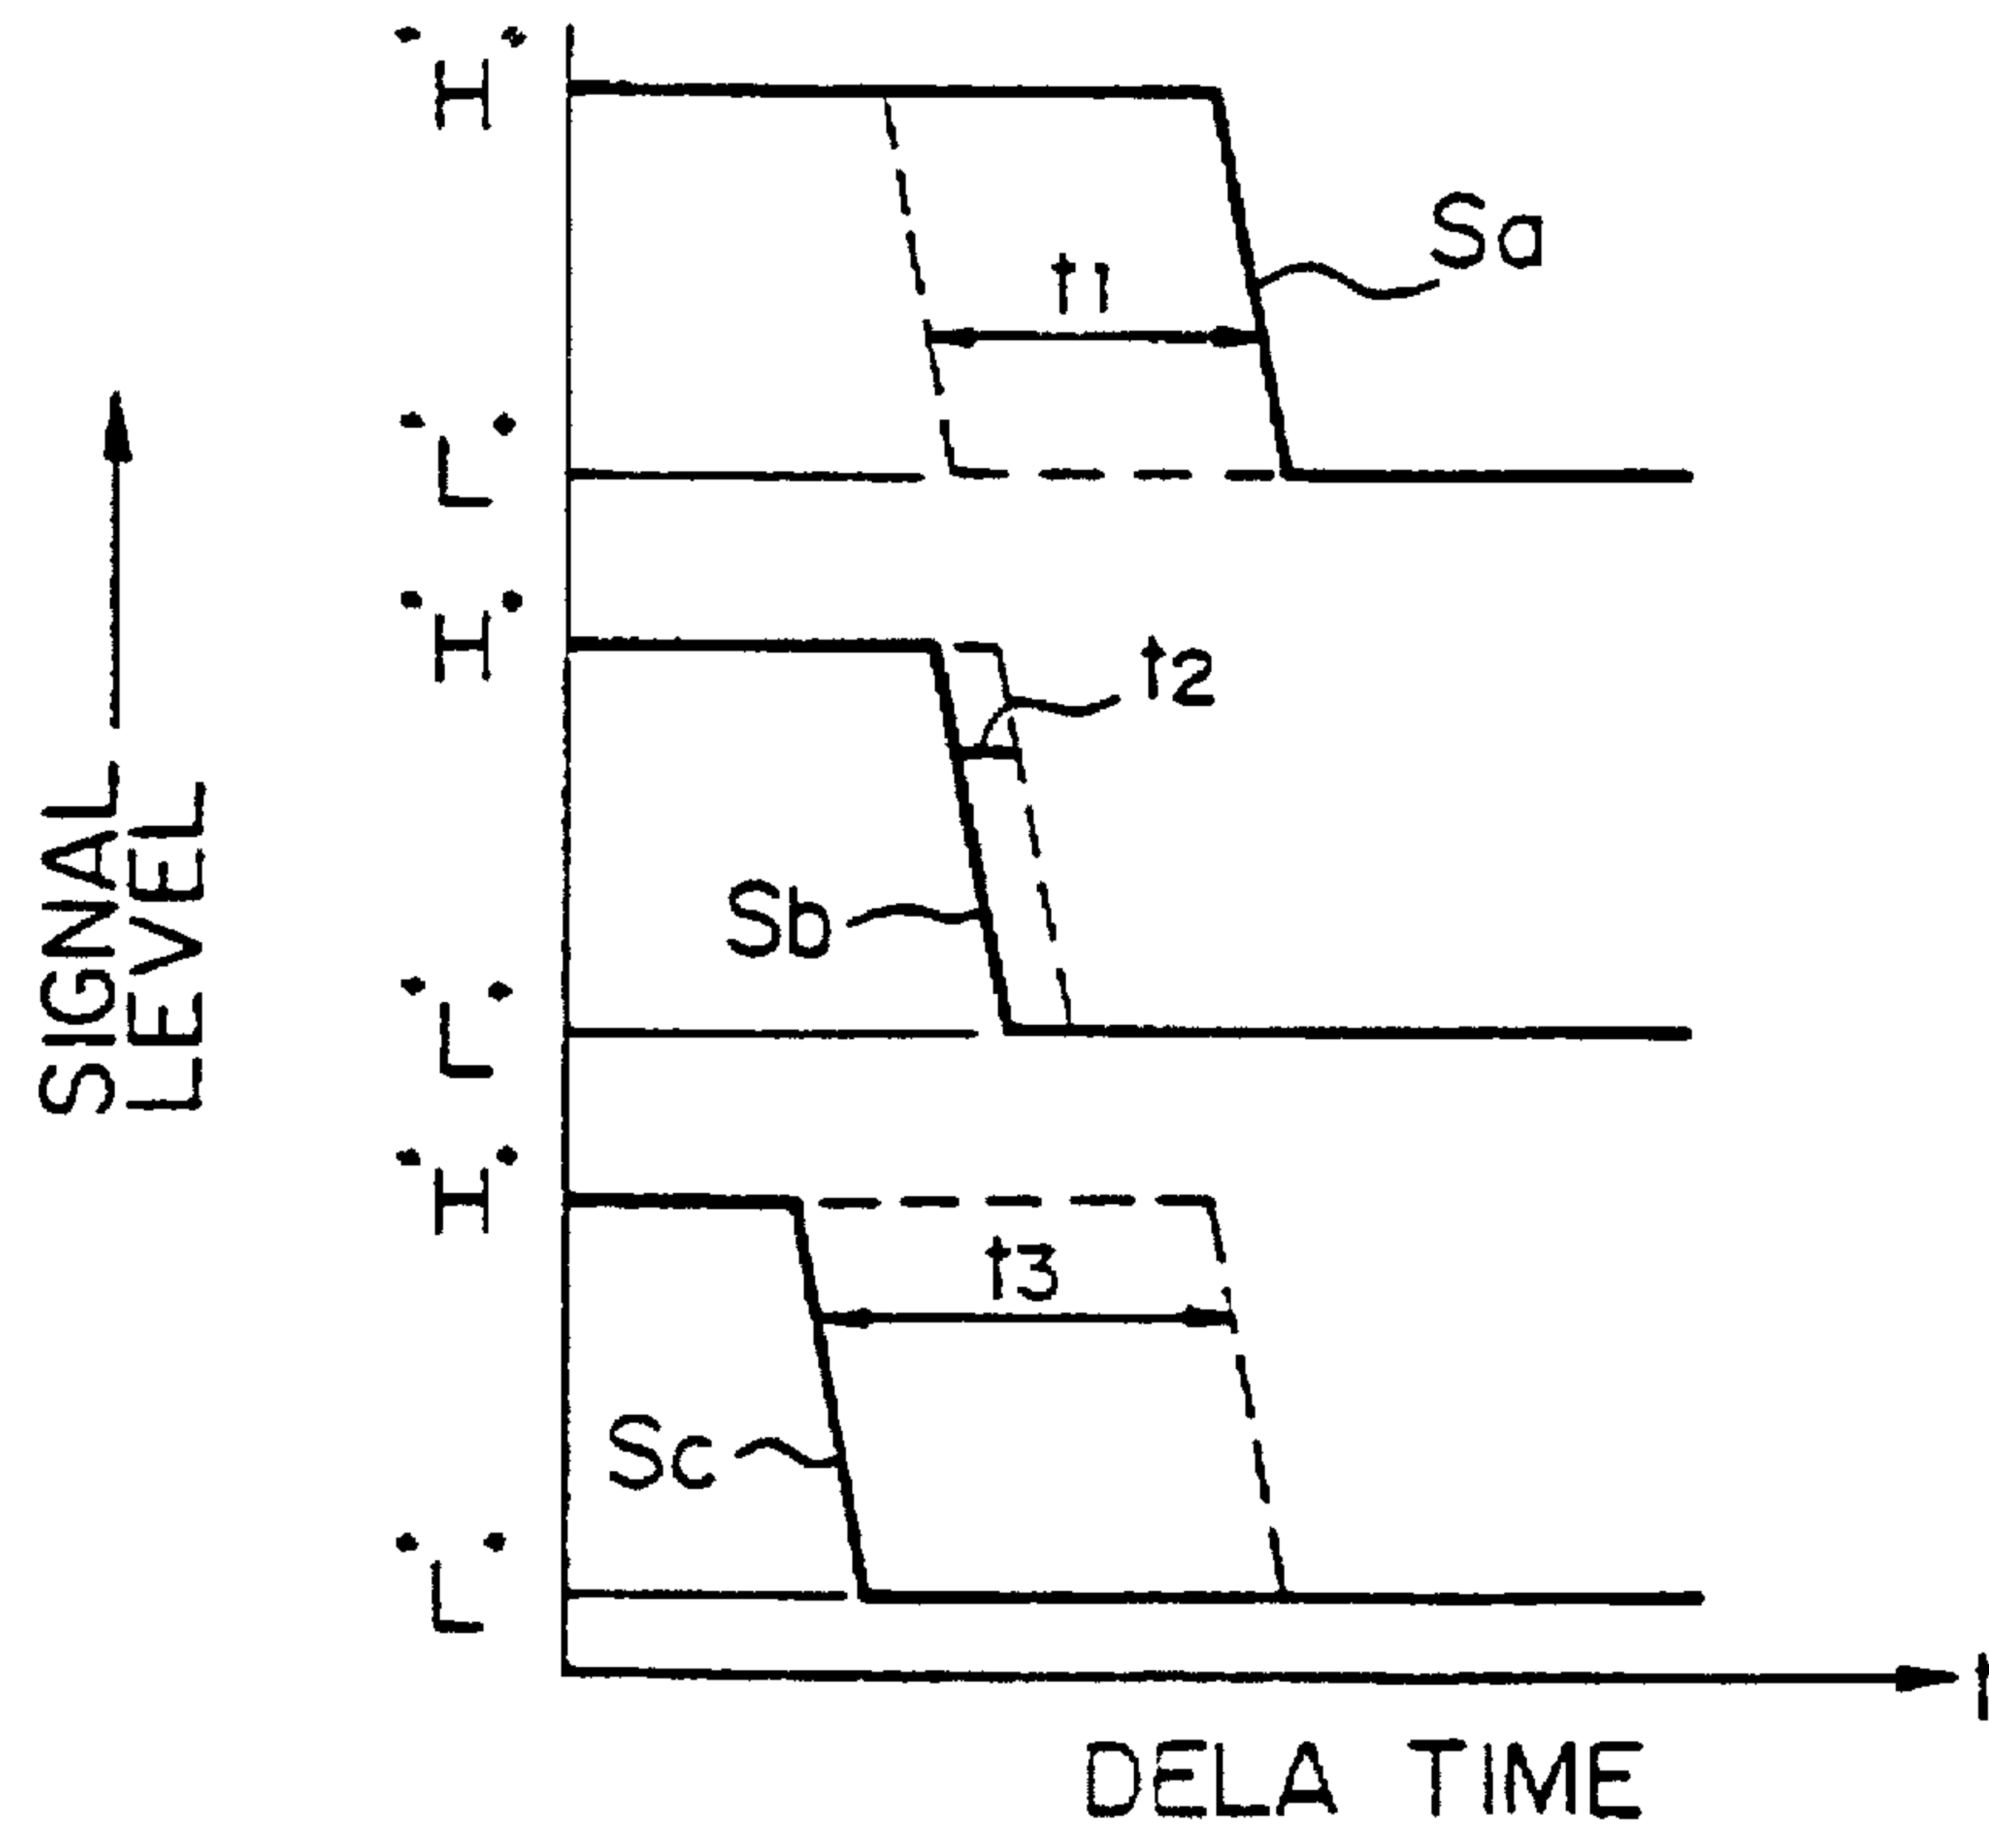 "H"
Sa
t1
"L"
"H"
t2
Sb
"L"
"H"
t3
Sc
"L"
SIGNAL
LEVEL
t
DELA TIME